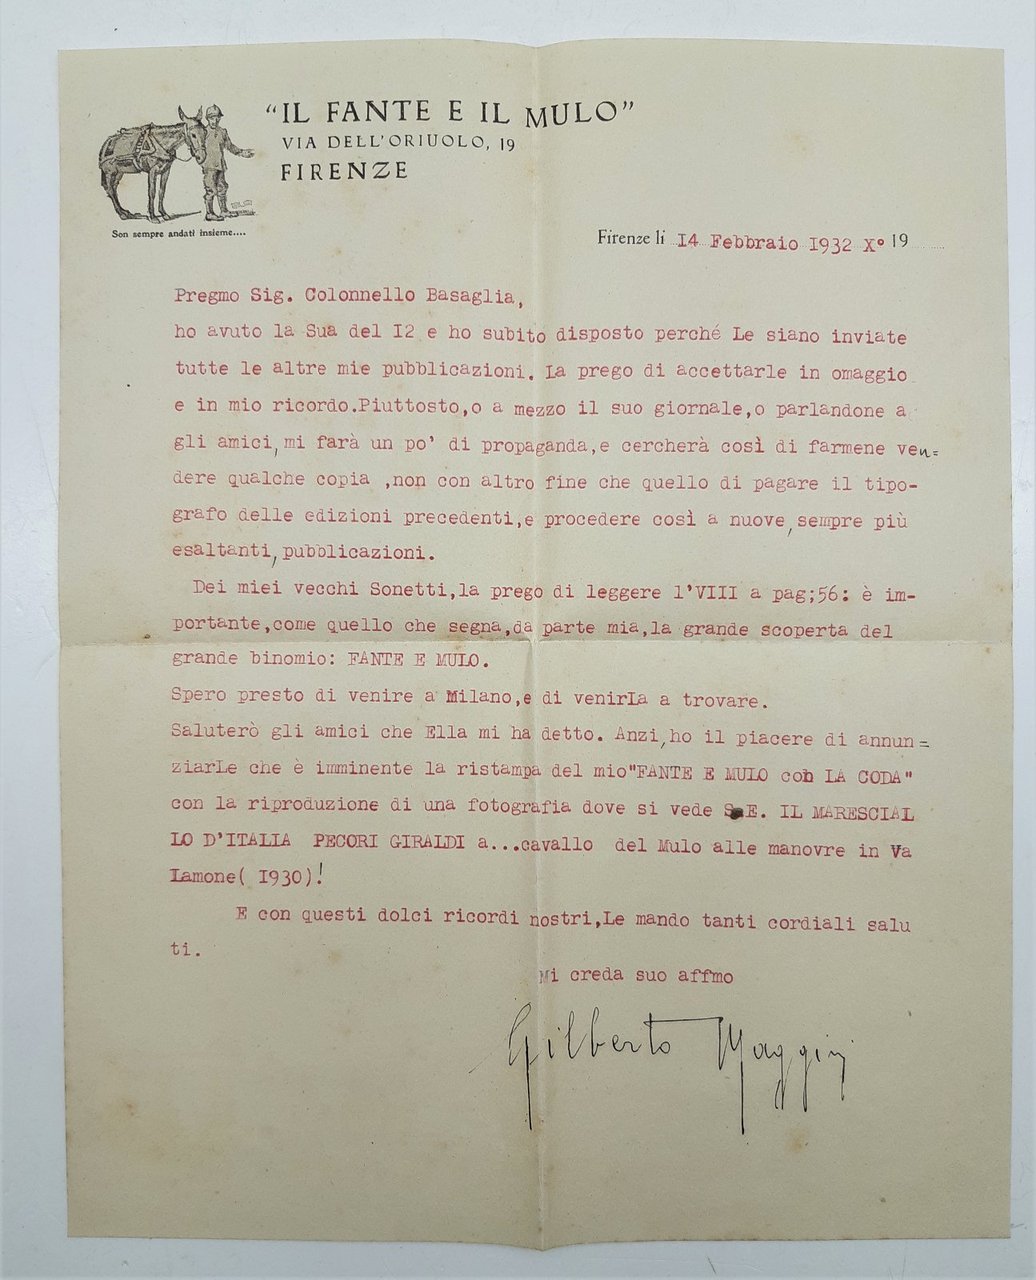 "IL FANTE E IL MULO"
VIA DELL'ORIUOLO, 19
FIRENZE
Son sempre andati insieme....
Firenze li 14 Febbraio 1932 X° 19
Pregmo Sig. Colonnello Basaglia,
ho avuto la Sua del I2 e ho subito disposto perché Le siano inviate
tutte le altre mie pubblicazioni. La prego di accettarle in omaggio
e in mio ricordo.Piuttosto,o a mezzo il suo giornale,o parlandone a
gli amici,mi farà un po' di propaganda,e cercherà così di farmene ven=
dere qualche copia ,non con altro fine che quello di pagare il tipo-
grafo delle edizioni precedenti,e procedere così a nuove,sempre più
esaltanti,pubblicazioni.
Dei miei vecchi Sonetti,la prego di leggere l'VIII a pag;56: è im-
portante,come quello che segna,da parte mia,la grande scoperta del
grande binomio: FANTE E MULO.
Spero presto di venire a Milano,e di venirLa a trovare.
Saluterò gli amici che Ella mi ha detto. Anzi,ho il piacere di annun=
ziarLe che è imminente la ristampa del mio"FANTE E MULO con LA CODA"
con la riproduzione di una fotografia dove si vede S.E. IL MARESCIAL
LO D'ITALIA PECORI GIRALDI a...cavallo del Mulo alle manovre in Va
Lamone( I930)!
E con questi dolci ricordi nostri,Le mando tanti cordiali salu
ti.
Mi creda suo affmo
Gilberto Maggini